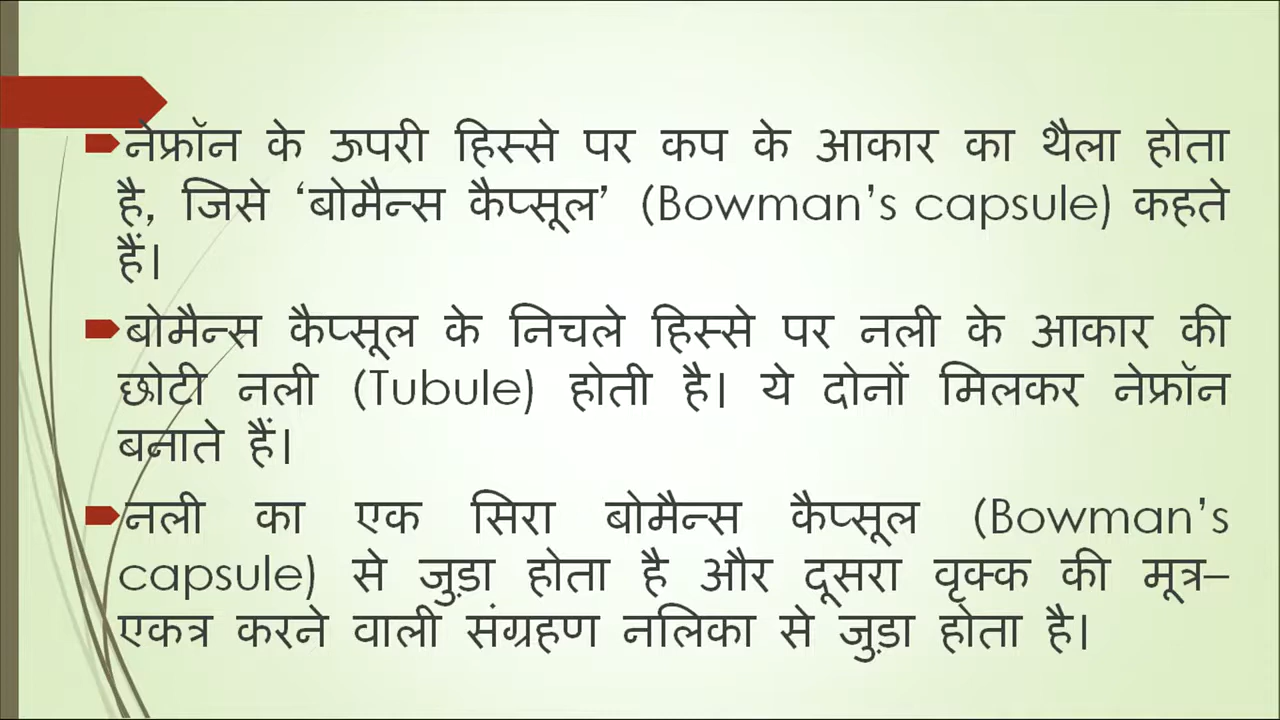 नेफ्रॉन के ऊपरी हिस्से पर कप के आकार का थैला होता
है, जिसे ‘बोमैन्स कैप्सूल’ (Bowman’s capsule) कहते
हैं।
बोमैन्स कैप्सूल के निचले हिस्से पर नली के आकार की
छोटी नली (Tubule) होती है। ये दोनों मिलकर नेफ्रॉन
बनाते हैं।
नली का एक सिरा बोमैन्स कैप्सूल (Bowman’s
capsule) से जुड़ा होता है और दूसरा वृक्क की मूत्र–
एकत्र करने वाली संग्रहण नलिका से जुड़ा होता है।